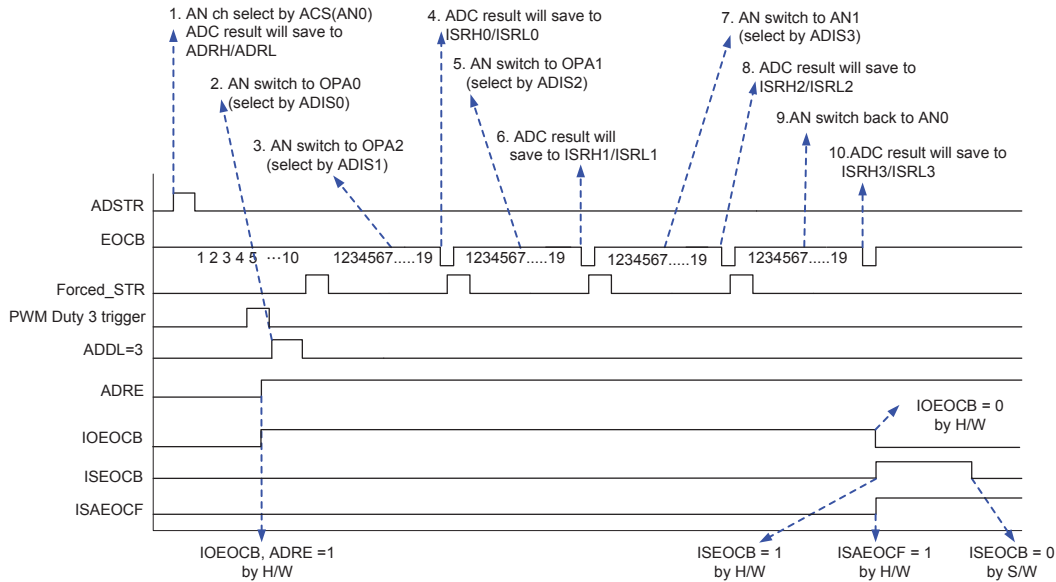 1. AN ch select by ACS(AN0)
ADC result will save to
ADRH/ADRL
2. AN switch to OPA0
(select by ADIS0)
3. AN switch to OPA2
(select by ADIS1)
4. ADC result will save to
ISRH0/ISRL0
5. AN switch to OPA1
(select by ADIS2)
6. ADC result will
save to ISRH1/ISRL1
7. AN switch to AN1
(select by ADIS3)
8. ADC result will save to
ISRH2/ISRL2
9.AN switch back to AN0
10.ADC result will save to
ISRH3/ISRL3
ADSTR
EOCB
1 2 3 4 5 ···10
1234567.....19
1234567.....19
1234567.....19
1234567.....19
Forced_STR
PWM Duty 3 trigger
ADDL=3
ADRE
IOEOCB
IOEOCB = 0
by H/W
ISEOCB
ISAEOCF
IOEOCB, ADRE =1
by H/W
ISEOCB = 1
by H/W
ISAEOCF = 1
by H/W
ISEOCB = 0
by S/W